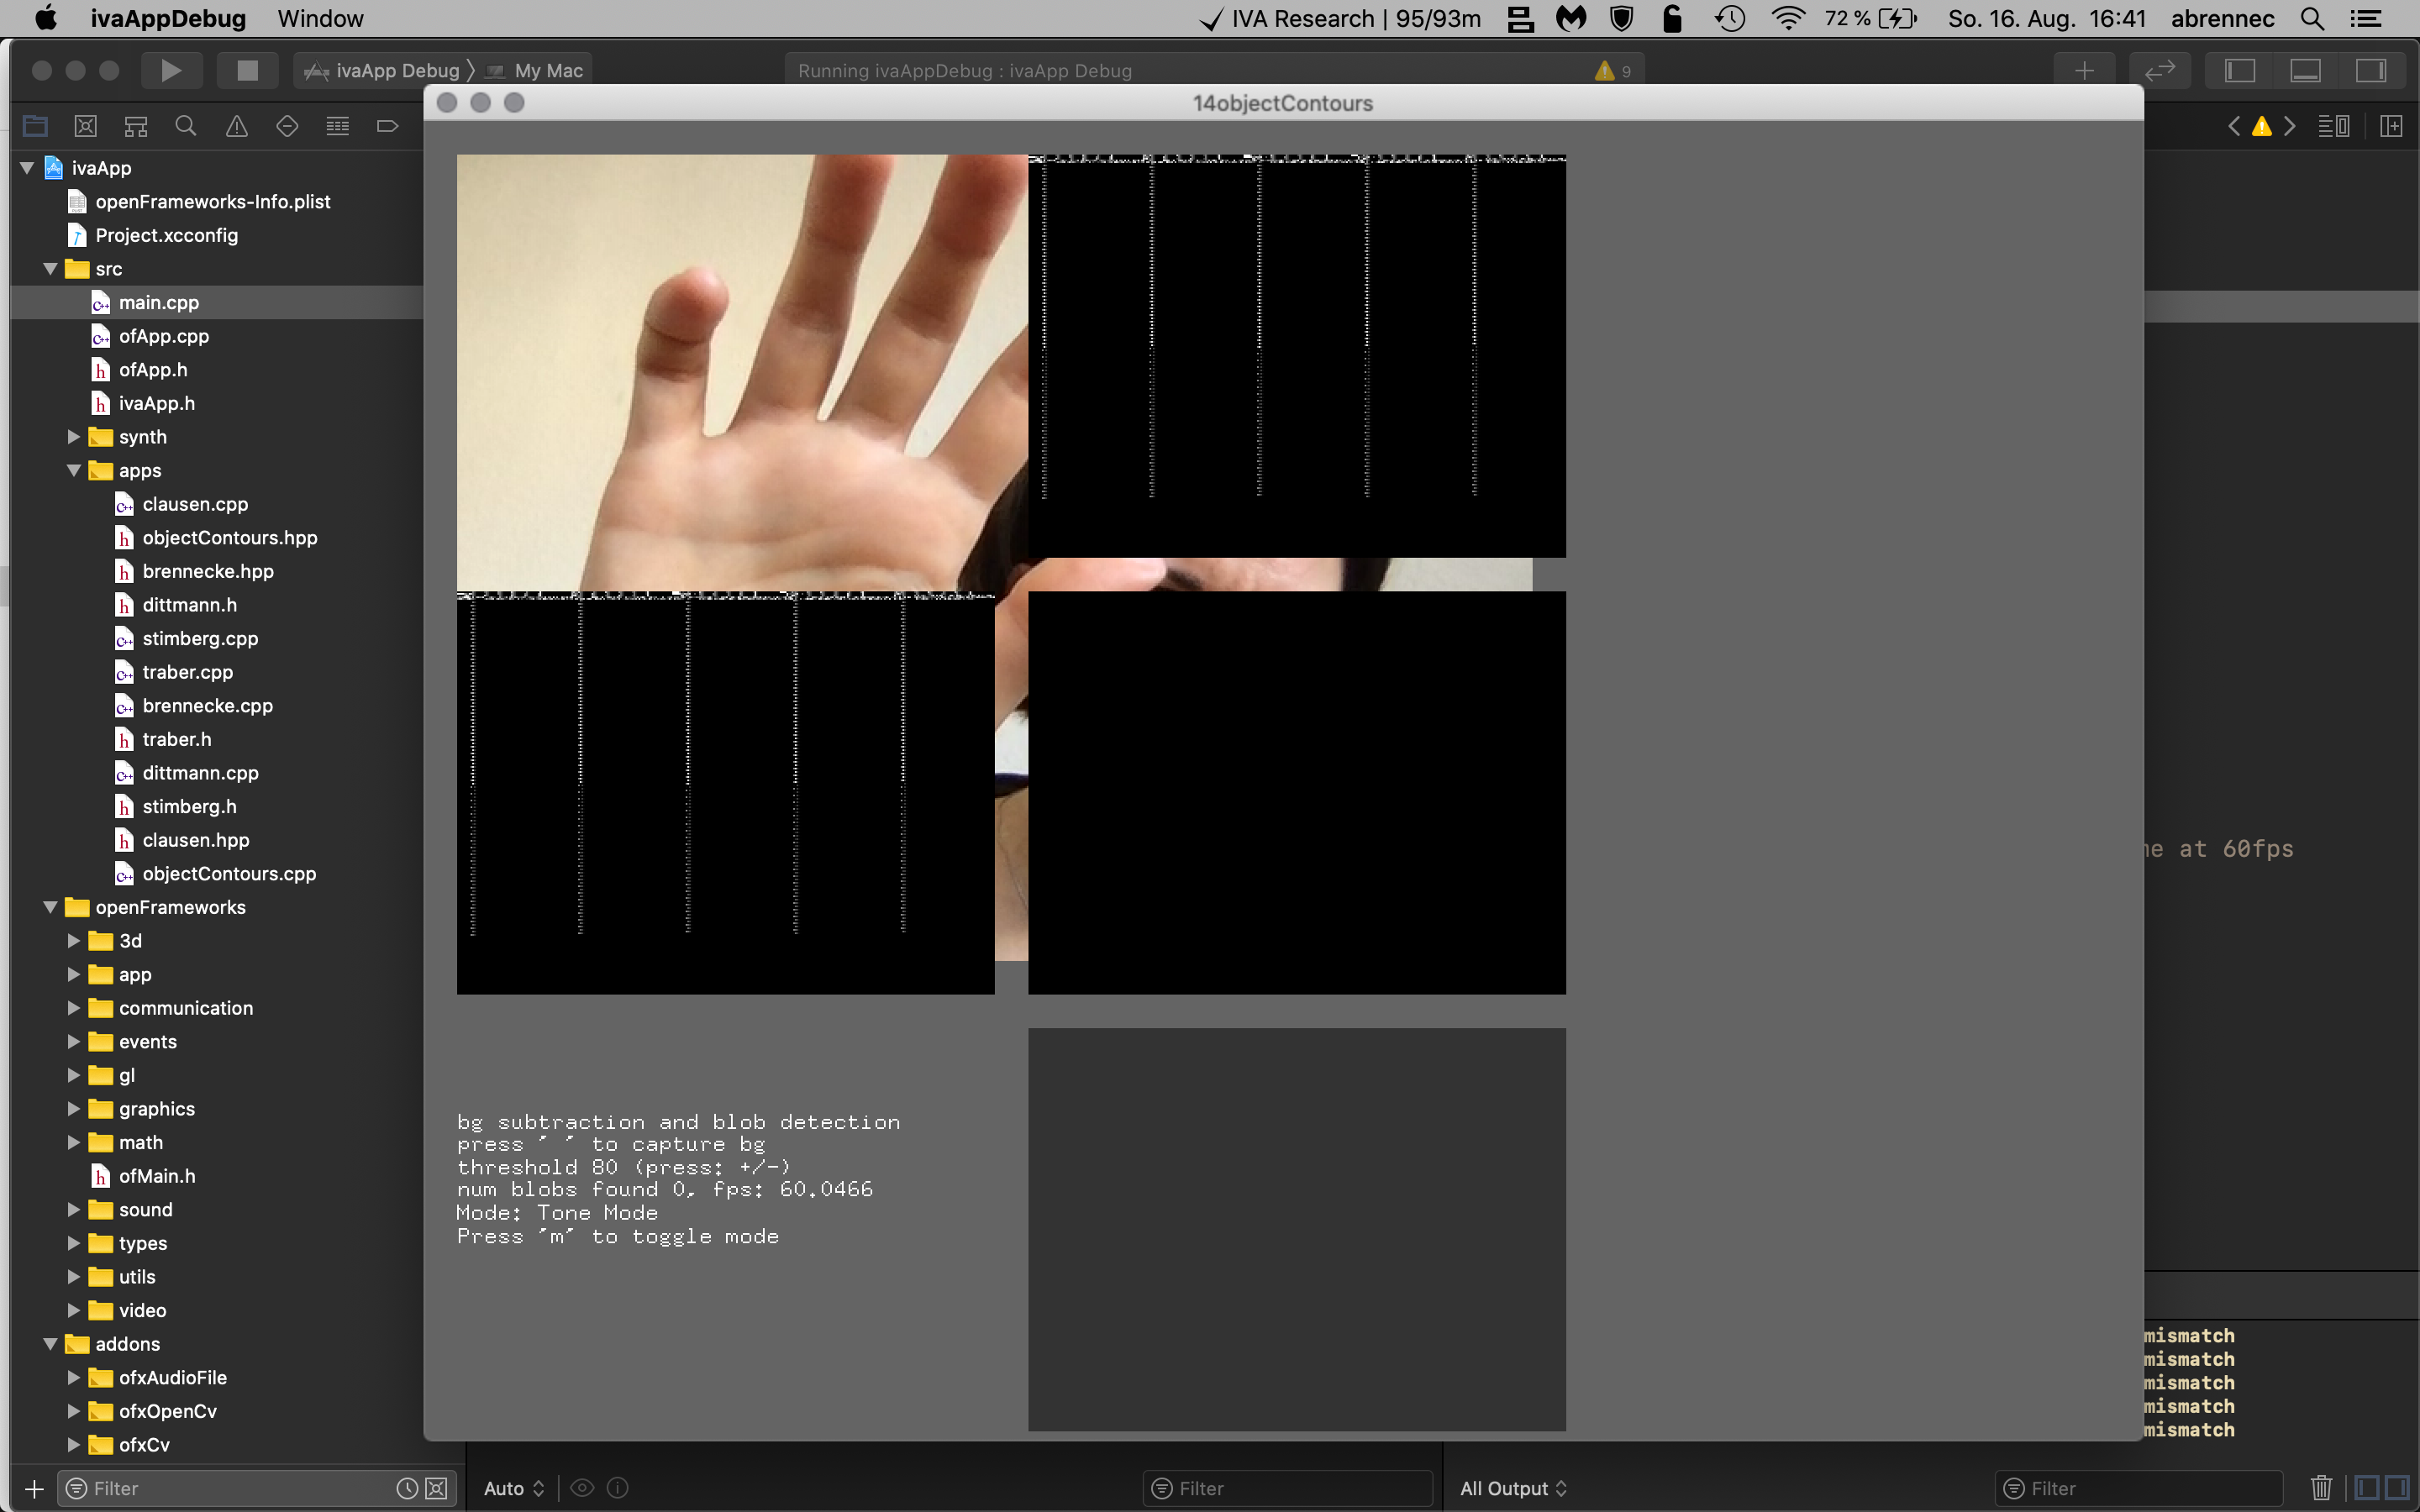 ivaAppDebug Window IVA Research | 95/93m 72 % So. 16. Aug. 16:41 abrennec
ivaApp Debug My Mac Running ivaAppDebug : ivaApp Debug 9
14objectContours
ivaApp
openFrameworks-Info.plist
Project.xcconfig
src
main.cpp
ofApp.cpp
ofApp.h
ivaApp.h
synth
apps
clausen.cpp
objectContours.hpp
brennecke.hpp
dittmann.h
stimberg.cpp
traber.cpp
brennecke.cpp
traber.h
dittmann.cpp
stimberg.h
clausen.hpp
objectContours.cpp
openFrameworks
3d
app
communication
events
gl
graphics
math
ofMain.h
sound
types
utils
video
addons
ofxAudioFile
ofxOpenCv
ofxCv
bg subtraction and blob detection
press ' ' to capture bg
threshold 80 (press: +/-)
num blobs found 0, fps: 60.0466
Mode: Tone Mode
Press 'm' to toggle mode
at 60fps
mismatch
mismatch
mismatch
mismatch
mismatch
Filter Auto Filter All Output Filter